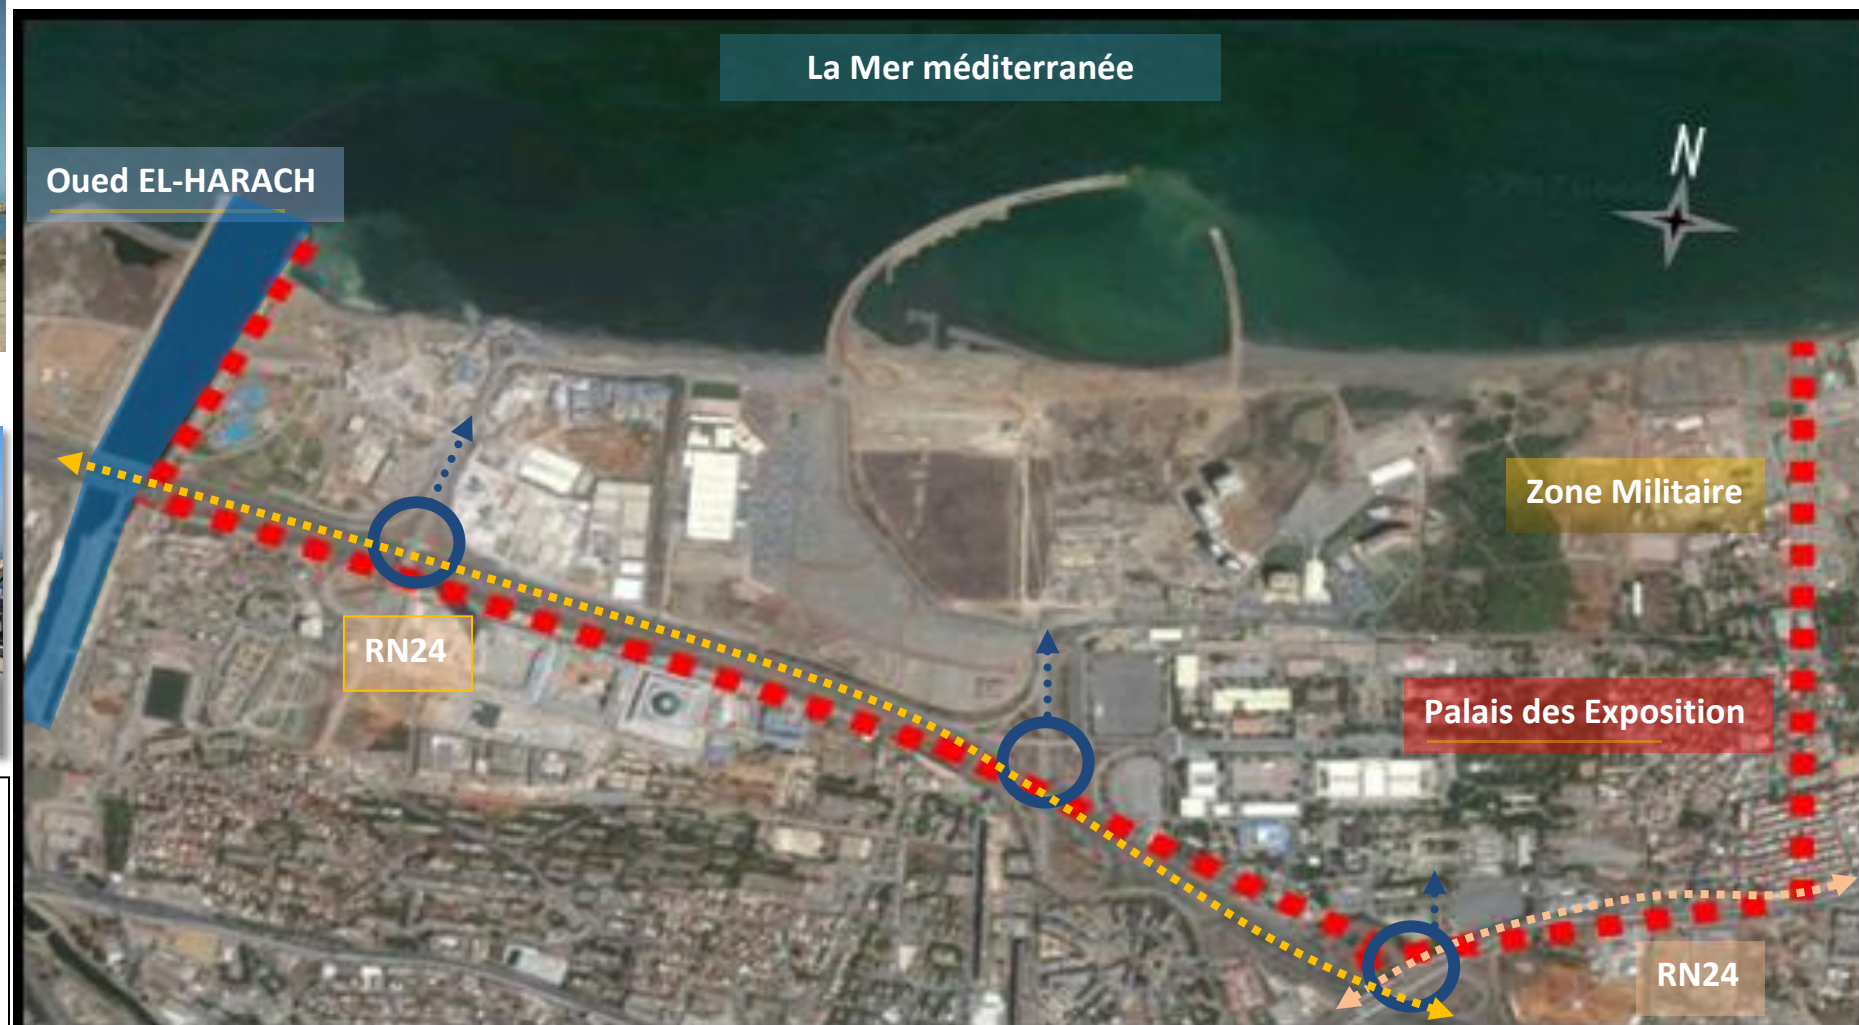 La Mer méditerranée
N
Oued EL-HARACH
Zone Militaire
RN24
Palais des Exposition
RN24